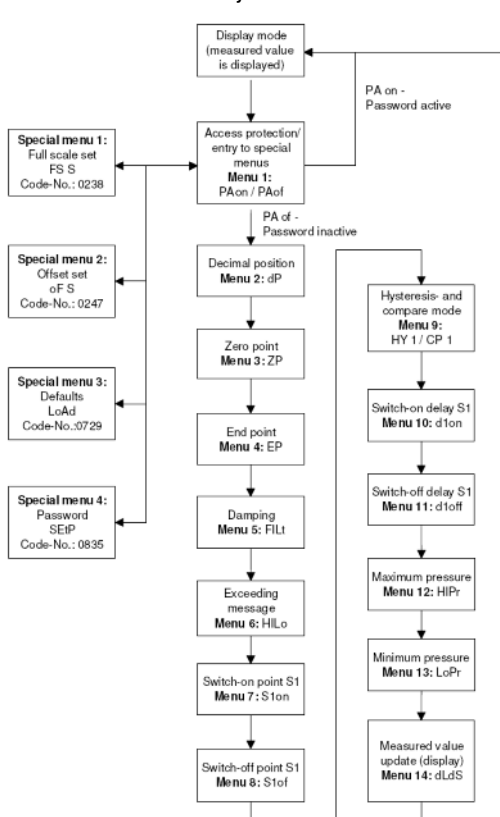 Display mode
(measured value
is displayed)
PA on -
Password active
Access protection/
entry to special
menus
Menu 1:
PAon / PAof
Special menu 1:
Full scale set
FS S
Code-No.: 0238
PA of -
Password inactive
Special menu 2:
Offset set
oF S
Code-No.: 0247
Special menu 3:
Defaults
LoAd
Code-No.:0729
Special menu 4:
Password
SEtP
Code-No.: 0835
Decimal position
Menu 2: dP
Zero point
Menu 3: ZP
End point
Menu 4: EP
Damping
Menu 5: FILt
Exceeding
message
Menu 6: HILo
Switch-on point S1
Menu 7: S1on
Switch-off point S1
Menu 8: S1of
Hysteresis- and
compare mode
Menu 9:
HY 1 / CP 1
Switch-on delay S1
Menu 10: d1on
Switch-off delay S1
Menu 11: d1off
Maximum pressure
Menu 12: HIPr
Minimum pressure
Menu 13: LoPr
Measured value
update (display)
Menu 14: dLdS